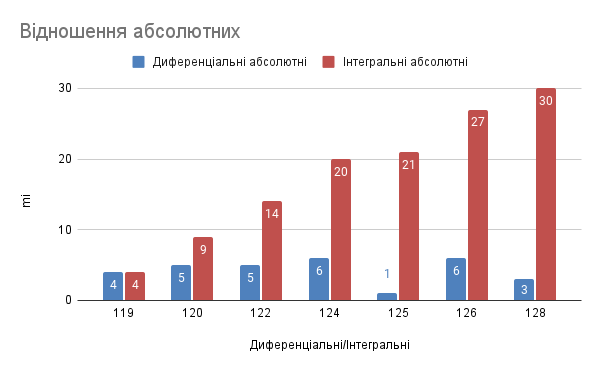 Відношення абсолютних
Диференціальні абсолютні Інтегральні абсолютні
30
20
10
0
mi
4 4 5 9 5 14 6 20 1 21 6 27 3 30
119 120 122 124 125 126 128
Диференціальні/Інтегральні